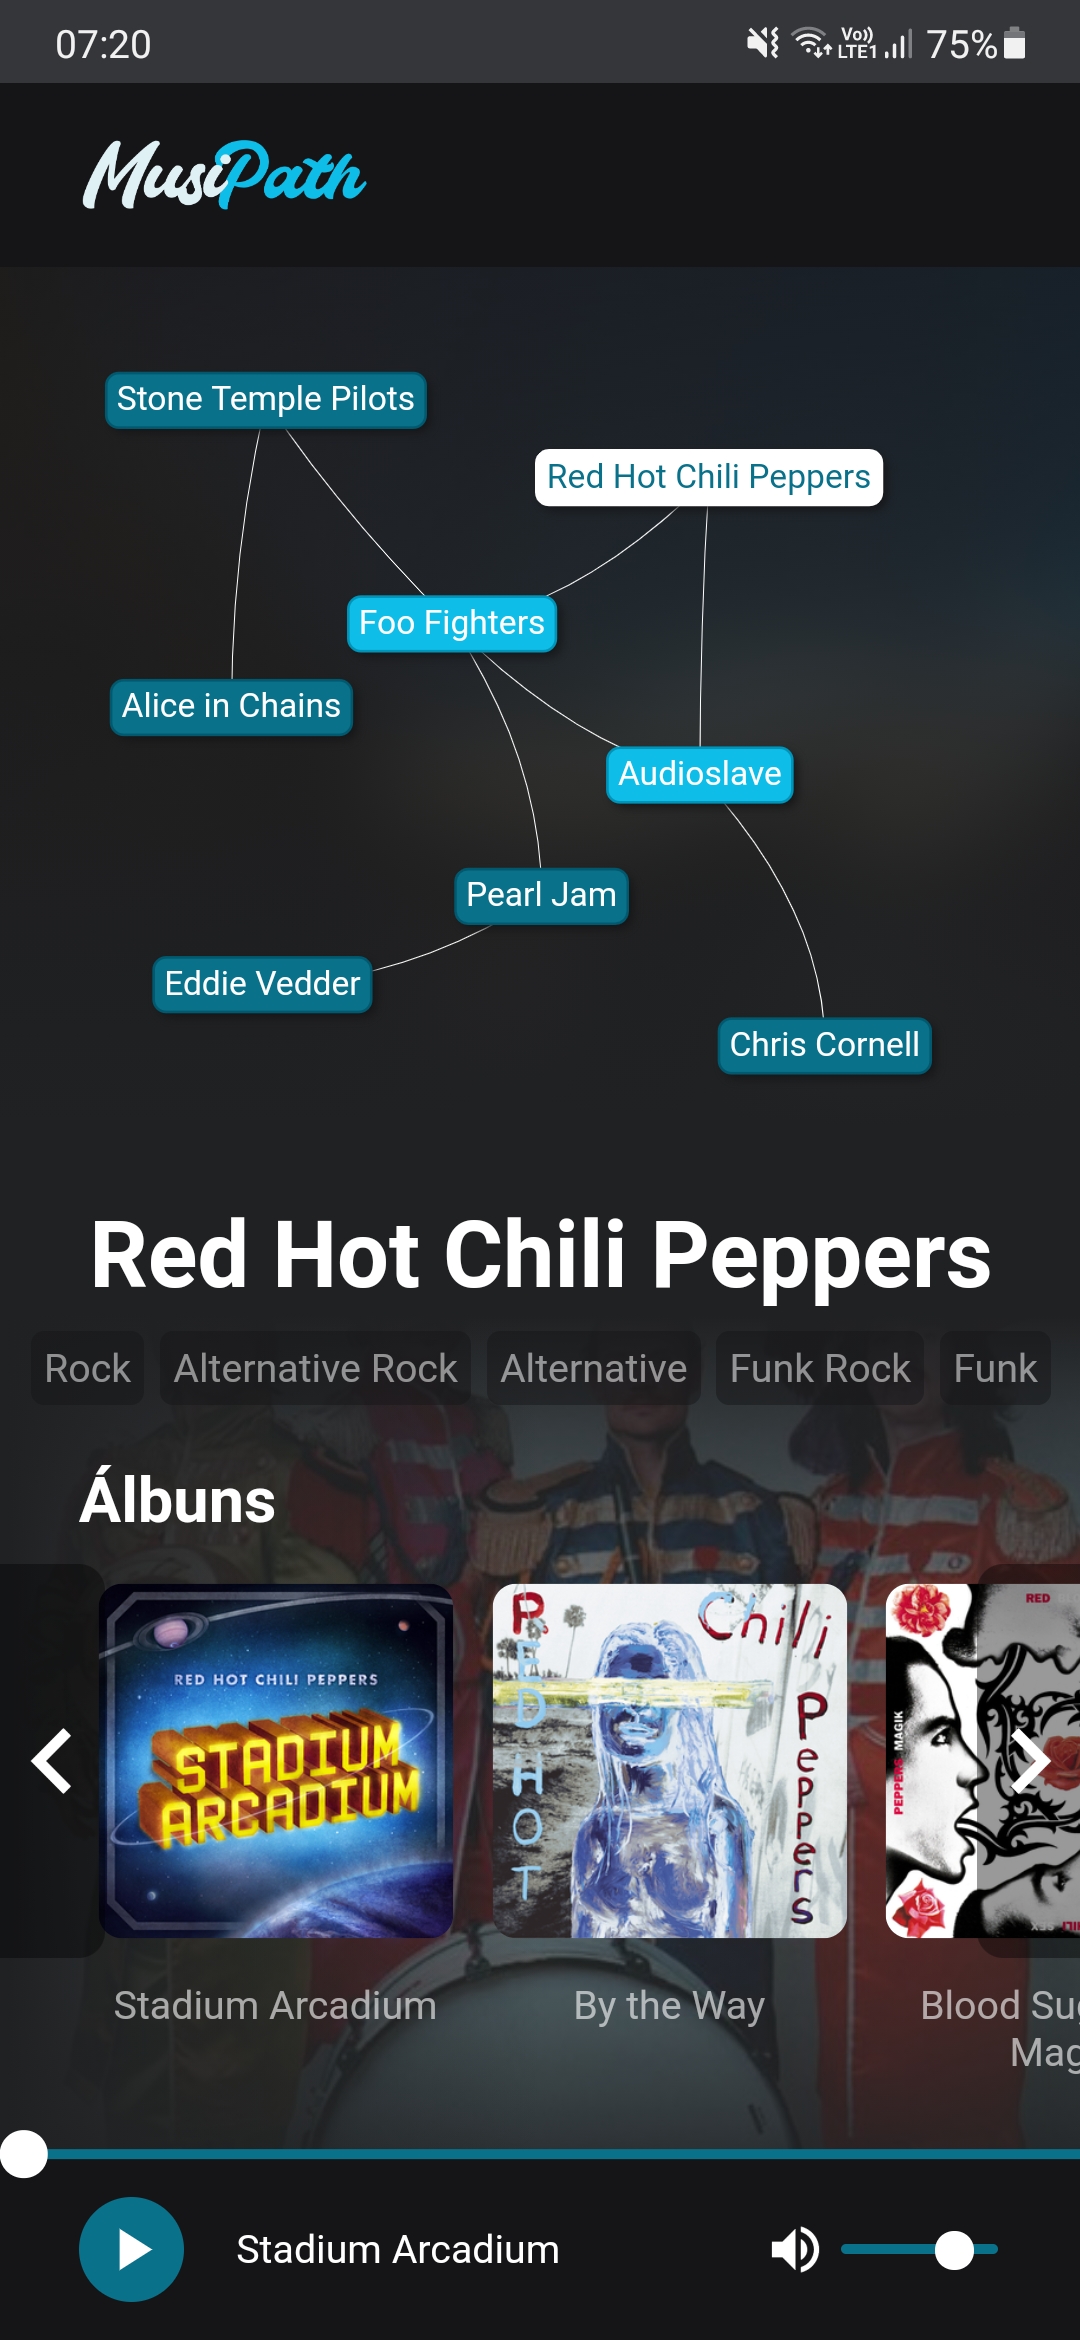 07:20
Vo))
LTE1
75%
MusiPath
Stone Temple Pilots
Red Hot Chili Peppers
Foo Fighters
Alice in Chains
Audioslave
Pearl Jam
Eddie Vedder
Chris Cornell
Red Hot Chili Peppers
Rock
Alternative Rock
Alternative
Funk Rock
Funk
Álbuns
RED HOT CHILI PEPPERS
STADIUM
ARCADIUM
RED HOT
Chili
Peppers
RED
PEPPERS
MAGIK
Stadium Arcadium
By the Way
Blood Su
Mag
Stadium Arcadium